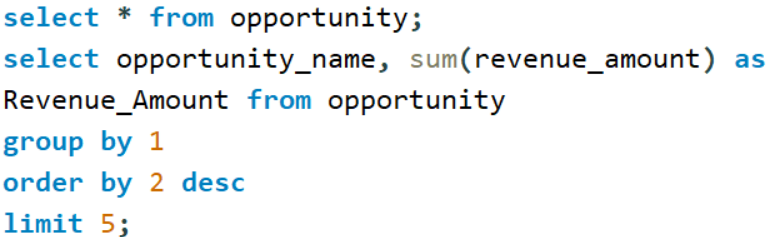 select * from opportunity;
select opportunity_name, sum(revenue_amount) as
Revenue_Amount from opportunity
group by 1
order by 2 desc
limit 5;